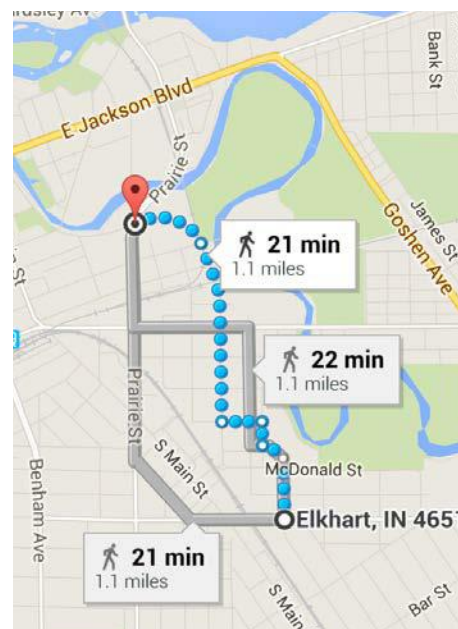 E Jackson Blvd
Bank St
Prairie St
Goshen Ave
James St
21 min
1.1 miles
22 min
1.1 miles
Prairie St
S Main St
McDonald St
Benham Ave
Elkhart, IN 465
21 min
1.1 miles
S Main St
Bar St